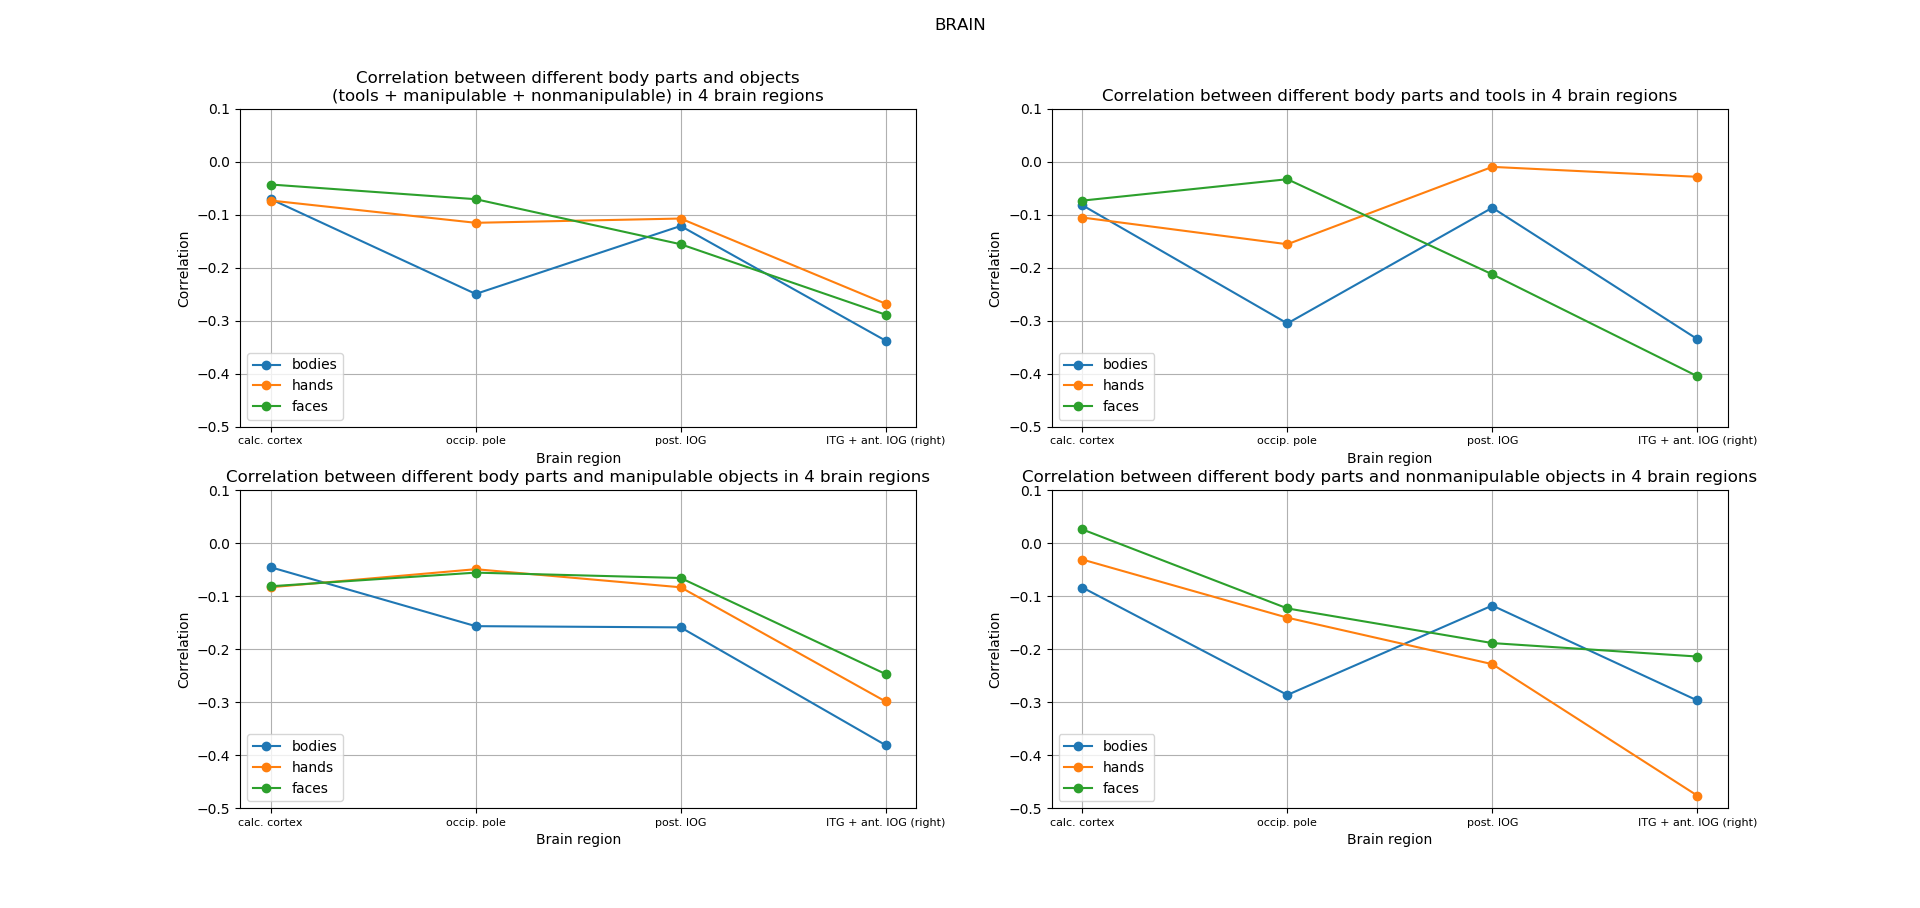 BRAIN
Correlation between different body parts and objects
(tools + manipulable + nonmanipulable) in 4 brain regions
0.1
0.0
−0.1
−0.2
−0.3
−0.4
−0.5
Correlation
bodies
hands
faces
calc. cortex
occip. pole
post. IOG
ITG + ant. IOG (right)
Brain region
Correlation between different body parts and tools in 4 brain regions
0.1
0.0
−0.1
−0.2
−0.3
−0.4
−0.5
Correlation
bodies
hands
faces
calc. cortex
occip. pole
post. IOG
ITG + ant. IOG (right)
Brain region
Correlation between different body parts and manipulable objects in 4 brain regions
0.1
0.0
−0.1
−0.2
−0.3
−0.4
−0.5
Correlation
bodies
hands
faces
calc. cortex
occip. pole
post. IOG
ITG + ant. IOG (right)
Brain region
Correlation between different body parts and nonmanipulable objects in 4 brain regions
0.1
0.0
−0.1
−0.2
−0.3
−0.4
−0.5
Correlation
bodies
hands
faces
calc. cortex
occip. pole
post. IOG
ITG + ant. IOG (right)
Brain region